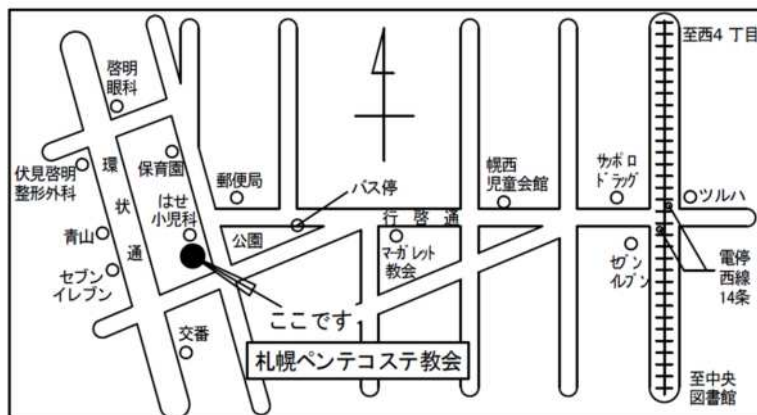 至西4 丁目
啓明
眼科
環
状
通
伏見啓明
整形外科
保育園
郵便局
バス停
幌西
児童会館
サッポロ
ドラッグ
ツルハ
はせ
小児科
公園
行 啓 通
青山
マーガレット
教会
セブン
イレブン
セブン
イレブン
電停
西線
14条
ここです
交番
札幌ペンテコステ教会
至中央
図書館